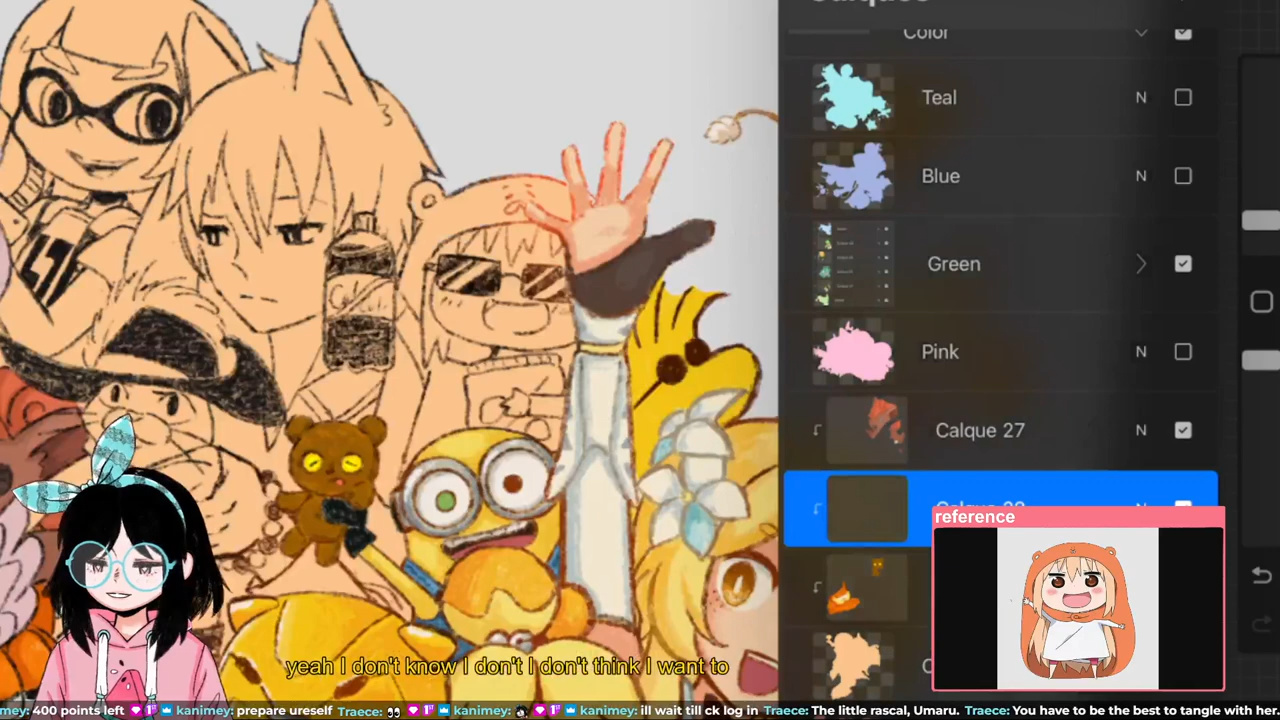 Color
Teal N
Blue N
Green
Pink N
Calque 27 N
reference
yeah I don't know I don't I don't think I want to
mey: 400 points left kanimey: prepare ureself Traece: kanimey: kanimey: ill wait till ck log in Traece: The little rascal, Umaru. Traece: You have to be the best to tangle with her.